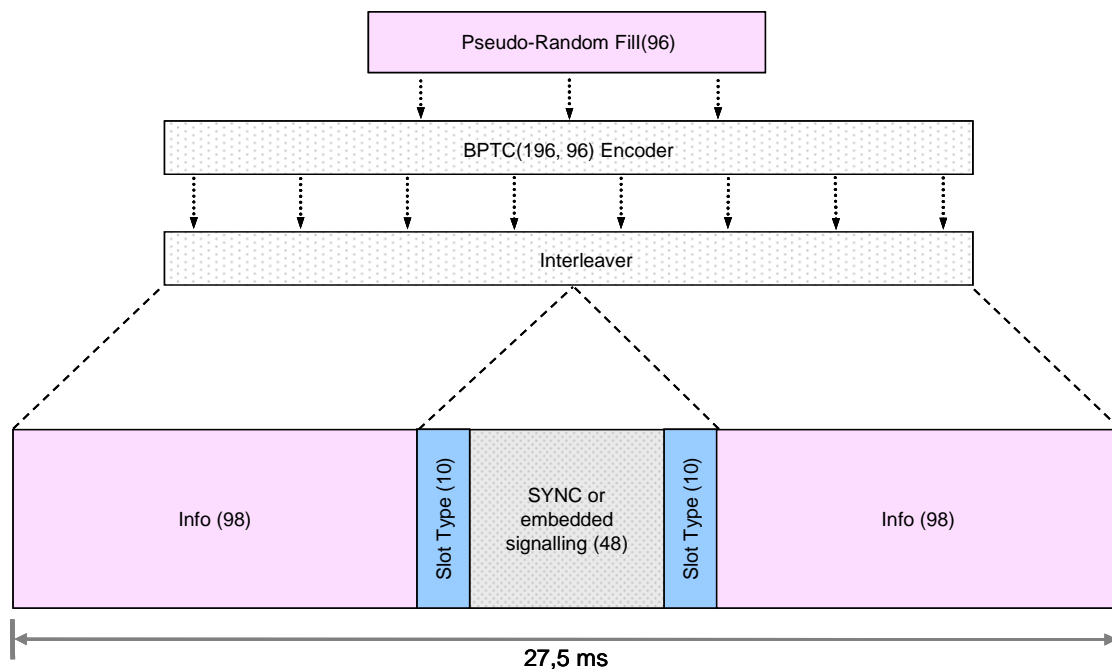 Pseudo-Random Fill(96)
BPTC(196, 96) Encoder
Interleaver
Info (98)
Slot Type (10)
SYNC or
embedded
signalling (48)
Slot Type (10)
Info (98)
27,5 ms